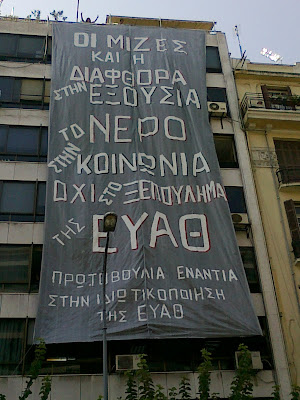 ΟΙ ΜΙΖΕΣ
ΚΑΙ Η
ΔΙΑΦΘΟΡΑ
ΣΤΗΝ ΕΞΟΥΣΙΑ
ΤΟ ΝΕΡΟ
ΣΤΗΝ ΚΟΙΝΩΝΙΑ
ΟΧΙ ΣΤΟ ΞΕΠΟΥΛΗΜΑ
ΤΗΣ ΕΥΑΘ
ΠΡΩΤΟΒΟΥΛΙΑ ΕΝΑΝΤΙΑ
ΣΤΗΝ ΙΔΙΩΤΙΚΟΠΟΙΗΣΗ
ΤΗΣ ΕΥΑΘ